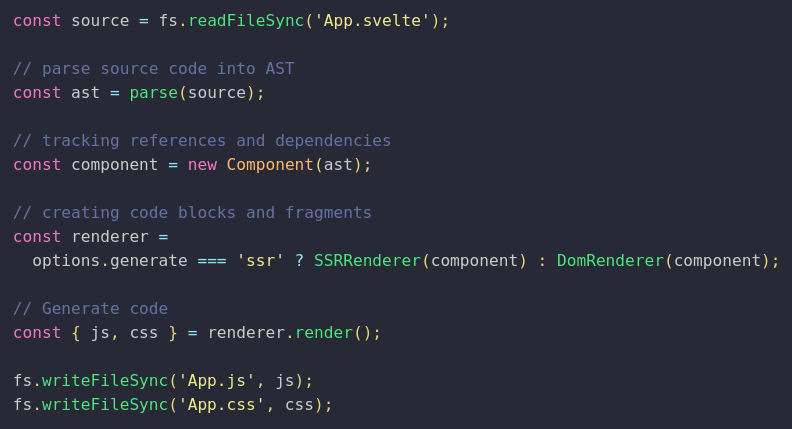 const source = fs.readFileSync('App.svelte');
// parse source code into AST
const ast = parse(source);
// tracking references and dependencies
const component = new Component(ast);
// creating code blocks and fragments
const renderer =
  options.generate === 'ssr' ? SSRRenderer(component) : DomRenderer(component);
// Generate code
const { js, css } = renderer.render();
fs.writeFileSync('App.js', js);
fs.writeFileSync('App.css', css);